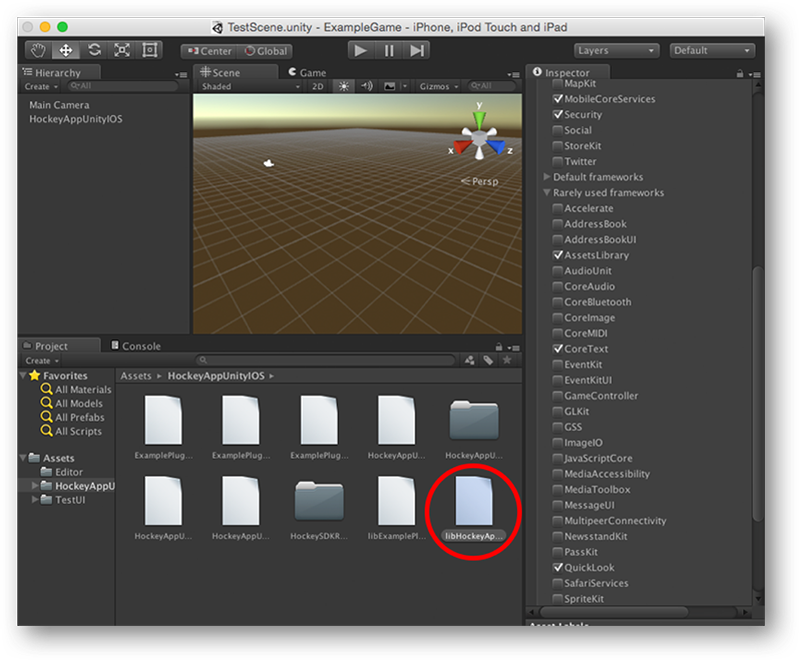 TestScene.unity - ExampleGame - iPhone, iPod Touch and iPad
Center Global Layers Default
Hierarchy
Create All
Main Camera
HockeyAppUnityIOS
Scene Game
Shaded 2D Gizmos All
y
x z
Persp
Project Console
Create
Favorites
All Materials
All Models
All Prefabs
All Scripts
Assets
Editor
HockeyAppU
TestUI
Assets HockeyAppUnityIOS
ExamplePlug... ExamplePlug... ExamplePlug... HockeyAppU... HockeyAppU...
HockeyAppU... HockeyAppU... HockeySDKR... libExamplePl... libHockeyAp...
Inspector
MapKit
MobileCoreServices
Security
Social
StoreKit
Twitter
Default frameworks
Rarely used frameworks
Accelerate
AddressBook
AddressBookUI
AssetsLibrary
AudioUnit
CoreAudio
CoreBluetooth
CoreImage
CoreMIDI
CoreText
EventKit
EventKitUI
GameController
GLKit
GSS
ImageIO
JavaScriptCore
MediaAccessibility
MediaToolbox
MessageUI
MultipeerConnectivity
NewsstandKit
PassKit
QuickLook
SafariServices
SpriteKit
Asset Labels